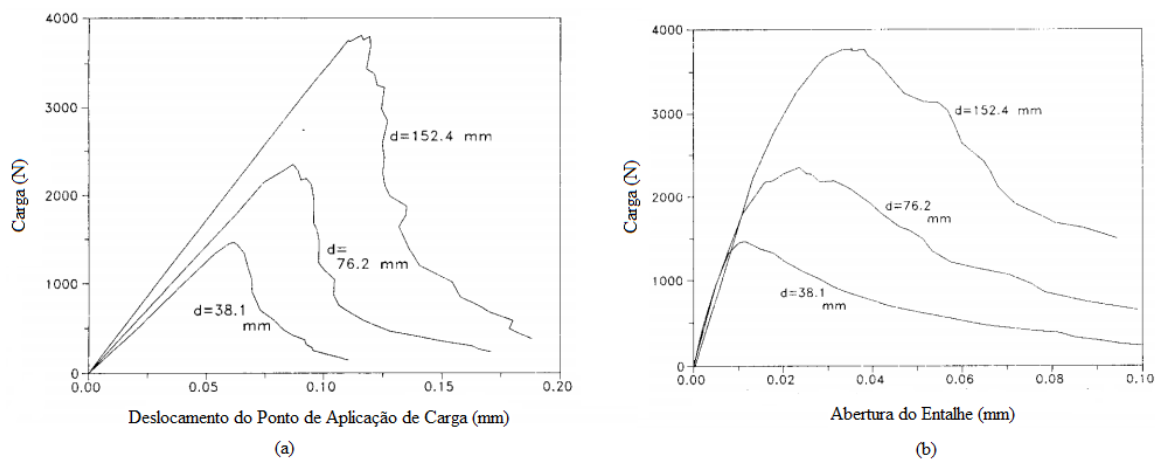 4000
3000
2000
1000
0
0.00
0.05
0.10
0.15
0.20
Carga (N)
d=152.4 mm
d=
76.2 mm
d=38.1
mm
Deslocamento do Ponto de Aplicação de Carga (mm)
(a)
4000
3000
2000
1000
0
0.00
0.02
0.04
0.06
0.08
0.10
Carga (N)
d=152.4 mm
d=76.2
mm
d=38.1
mm
Abertura do Entalhe (mm)
(b)